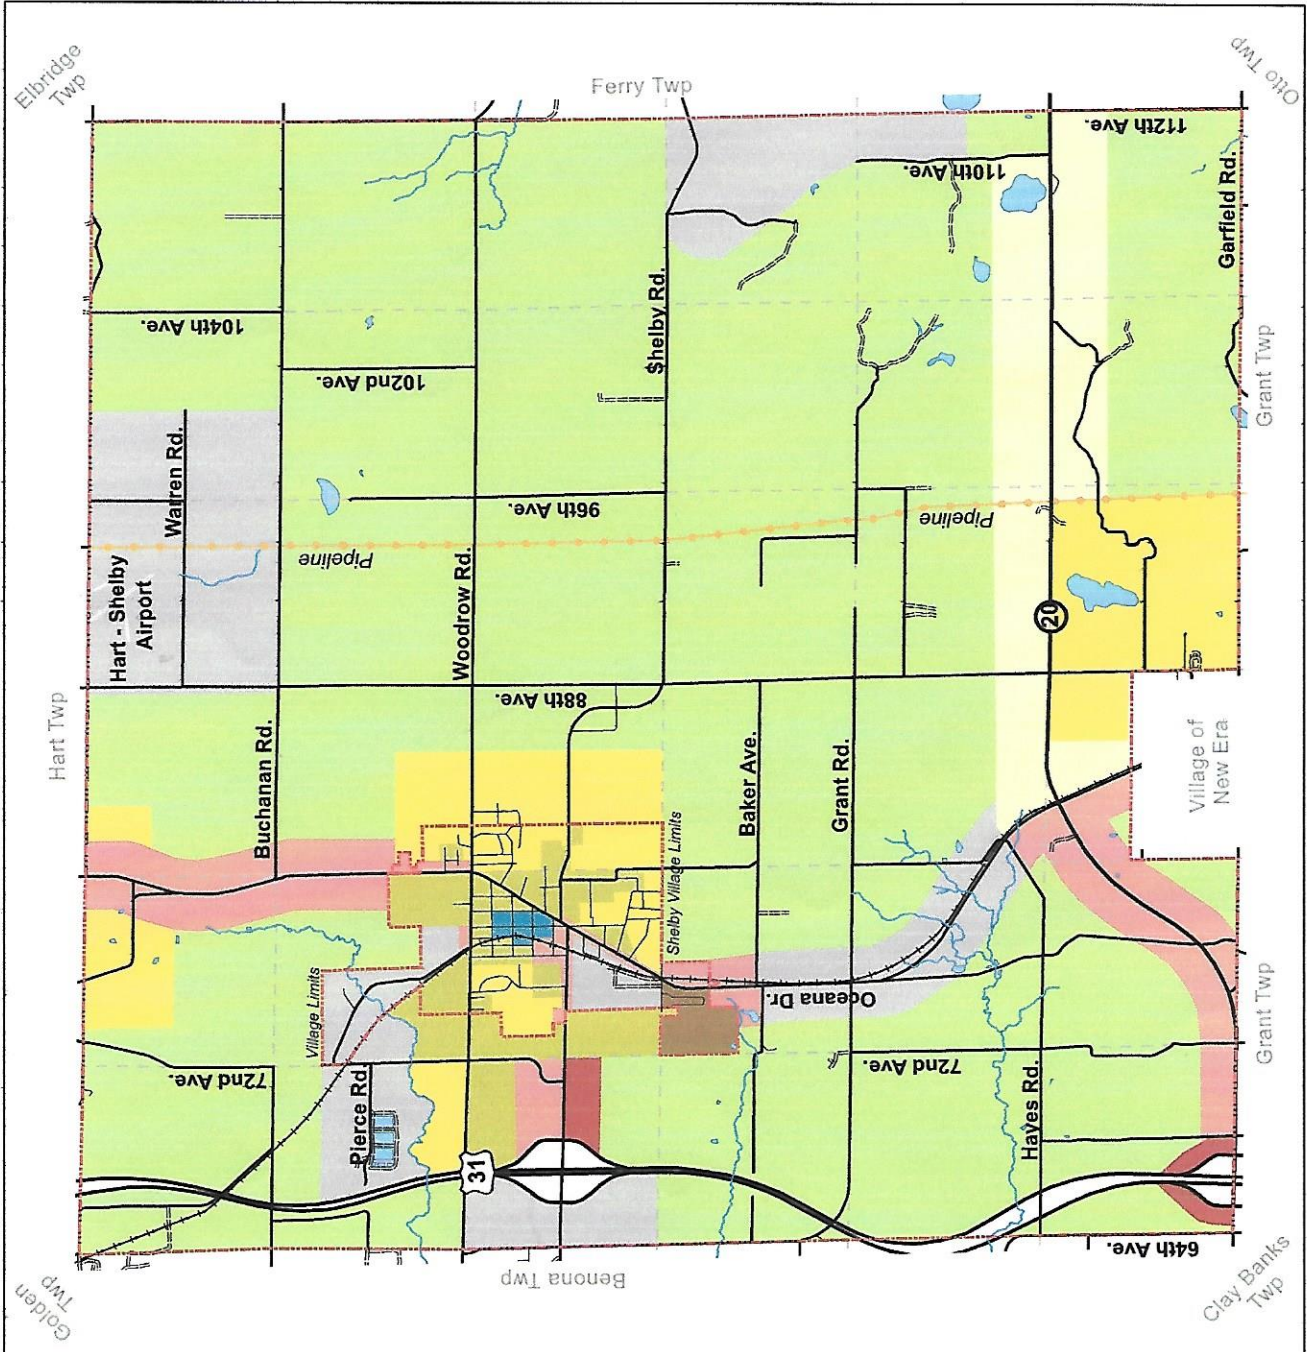 Elbridge
Twp
Ferry Twp
Otto Twp
112th Ave.
110th Ave.
Garfield Rd.
Shelby Rd.
104th Ave.
102nd Ave.
Grant Twp
Warren Rd.
96th Ave.
Pipeline
Pipeline
Hart - Shelby
Airport
Woodrow Rd.
20
Hart Twp
88th Ave.
Buchanan Rd.
Baker Ave.
Grant Rd.
Village of
New Era
Shelby Village Limits
Village Limits
Oceana Dr.
Grant Twp
72nd Ave.
72nd Ave.
Pierce Rd.
Hayes Rd.
31
64th Ave.
Golden
Twp
Benona Twp
Clay Banks
Twp